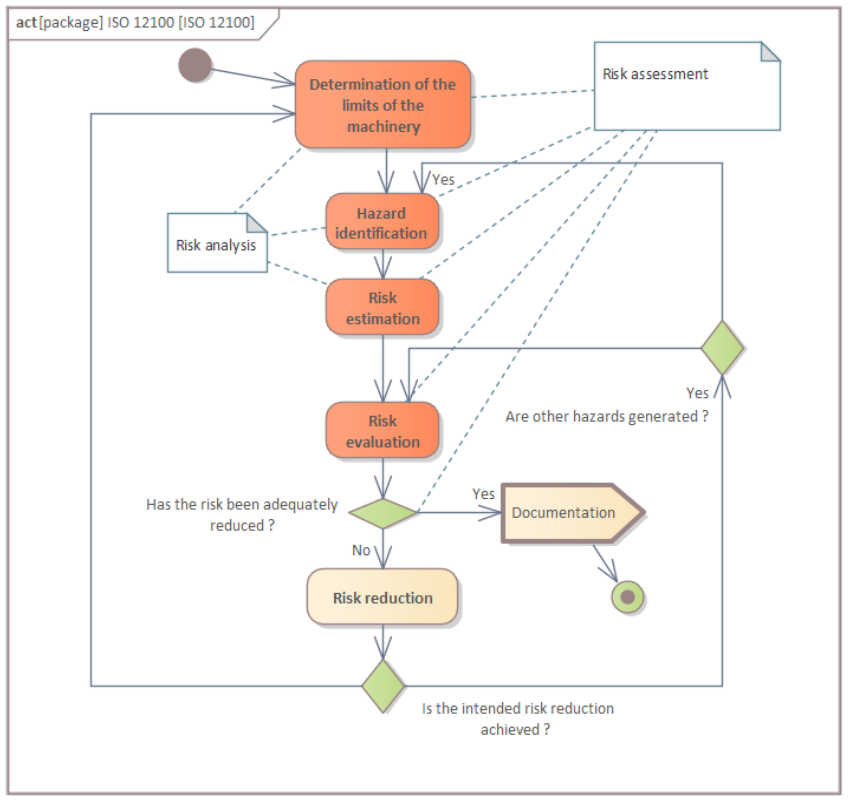 act [package] ISO 12100 [ISO 12100]
Determination of the
limits of the
machinery
Risk assessment
Yes
Hazard
identification
Risk analysis
Risk
estimation
Yes
Are other hazards generated ?
Risk
evaluation
Has the risk been adequately
reduced ?
Yes
Documentation
No
Risk reduction
Is the intended risk reduction
achieved ?